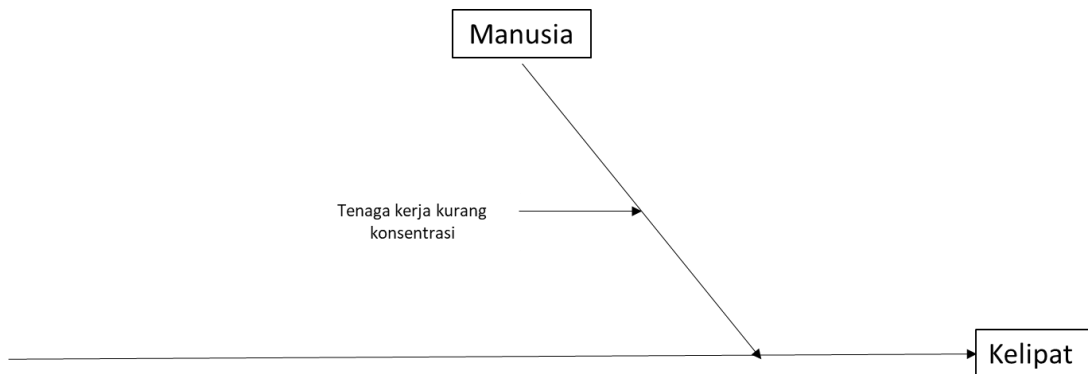 Manusia
Tenaga kerja kurang
konsentrasi
Kelipat